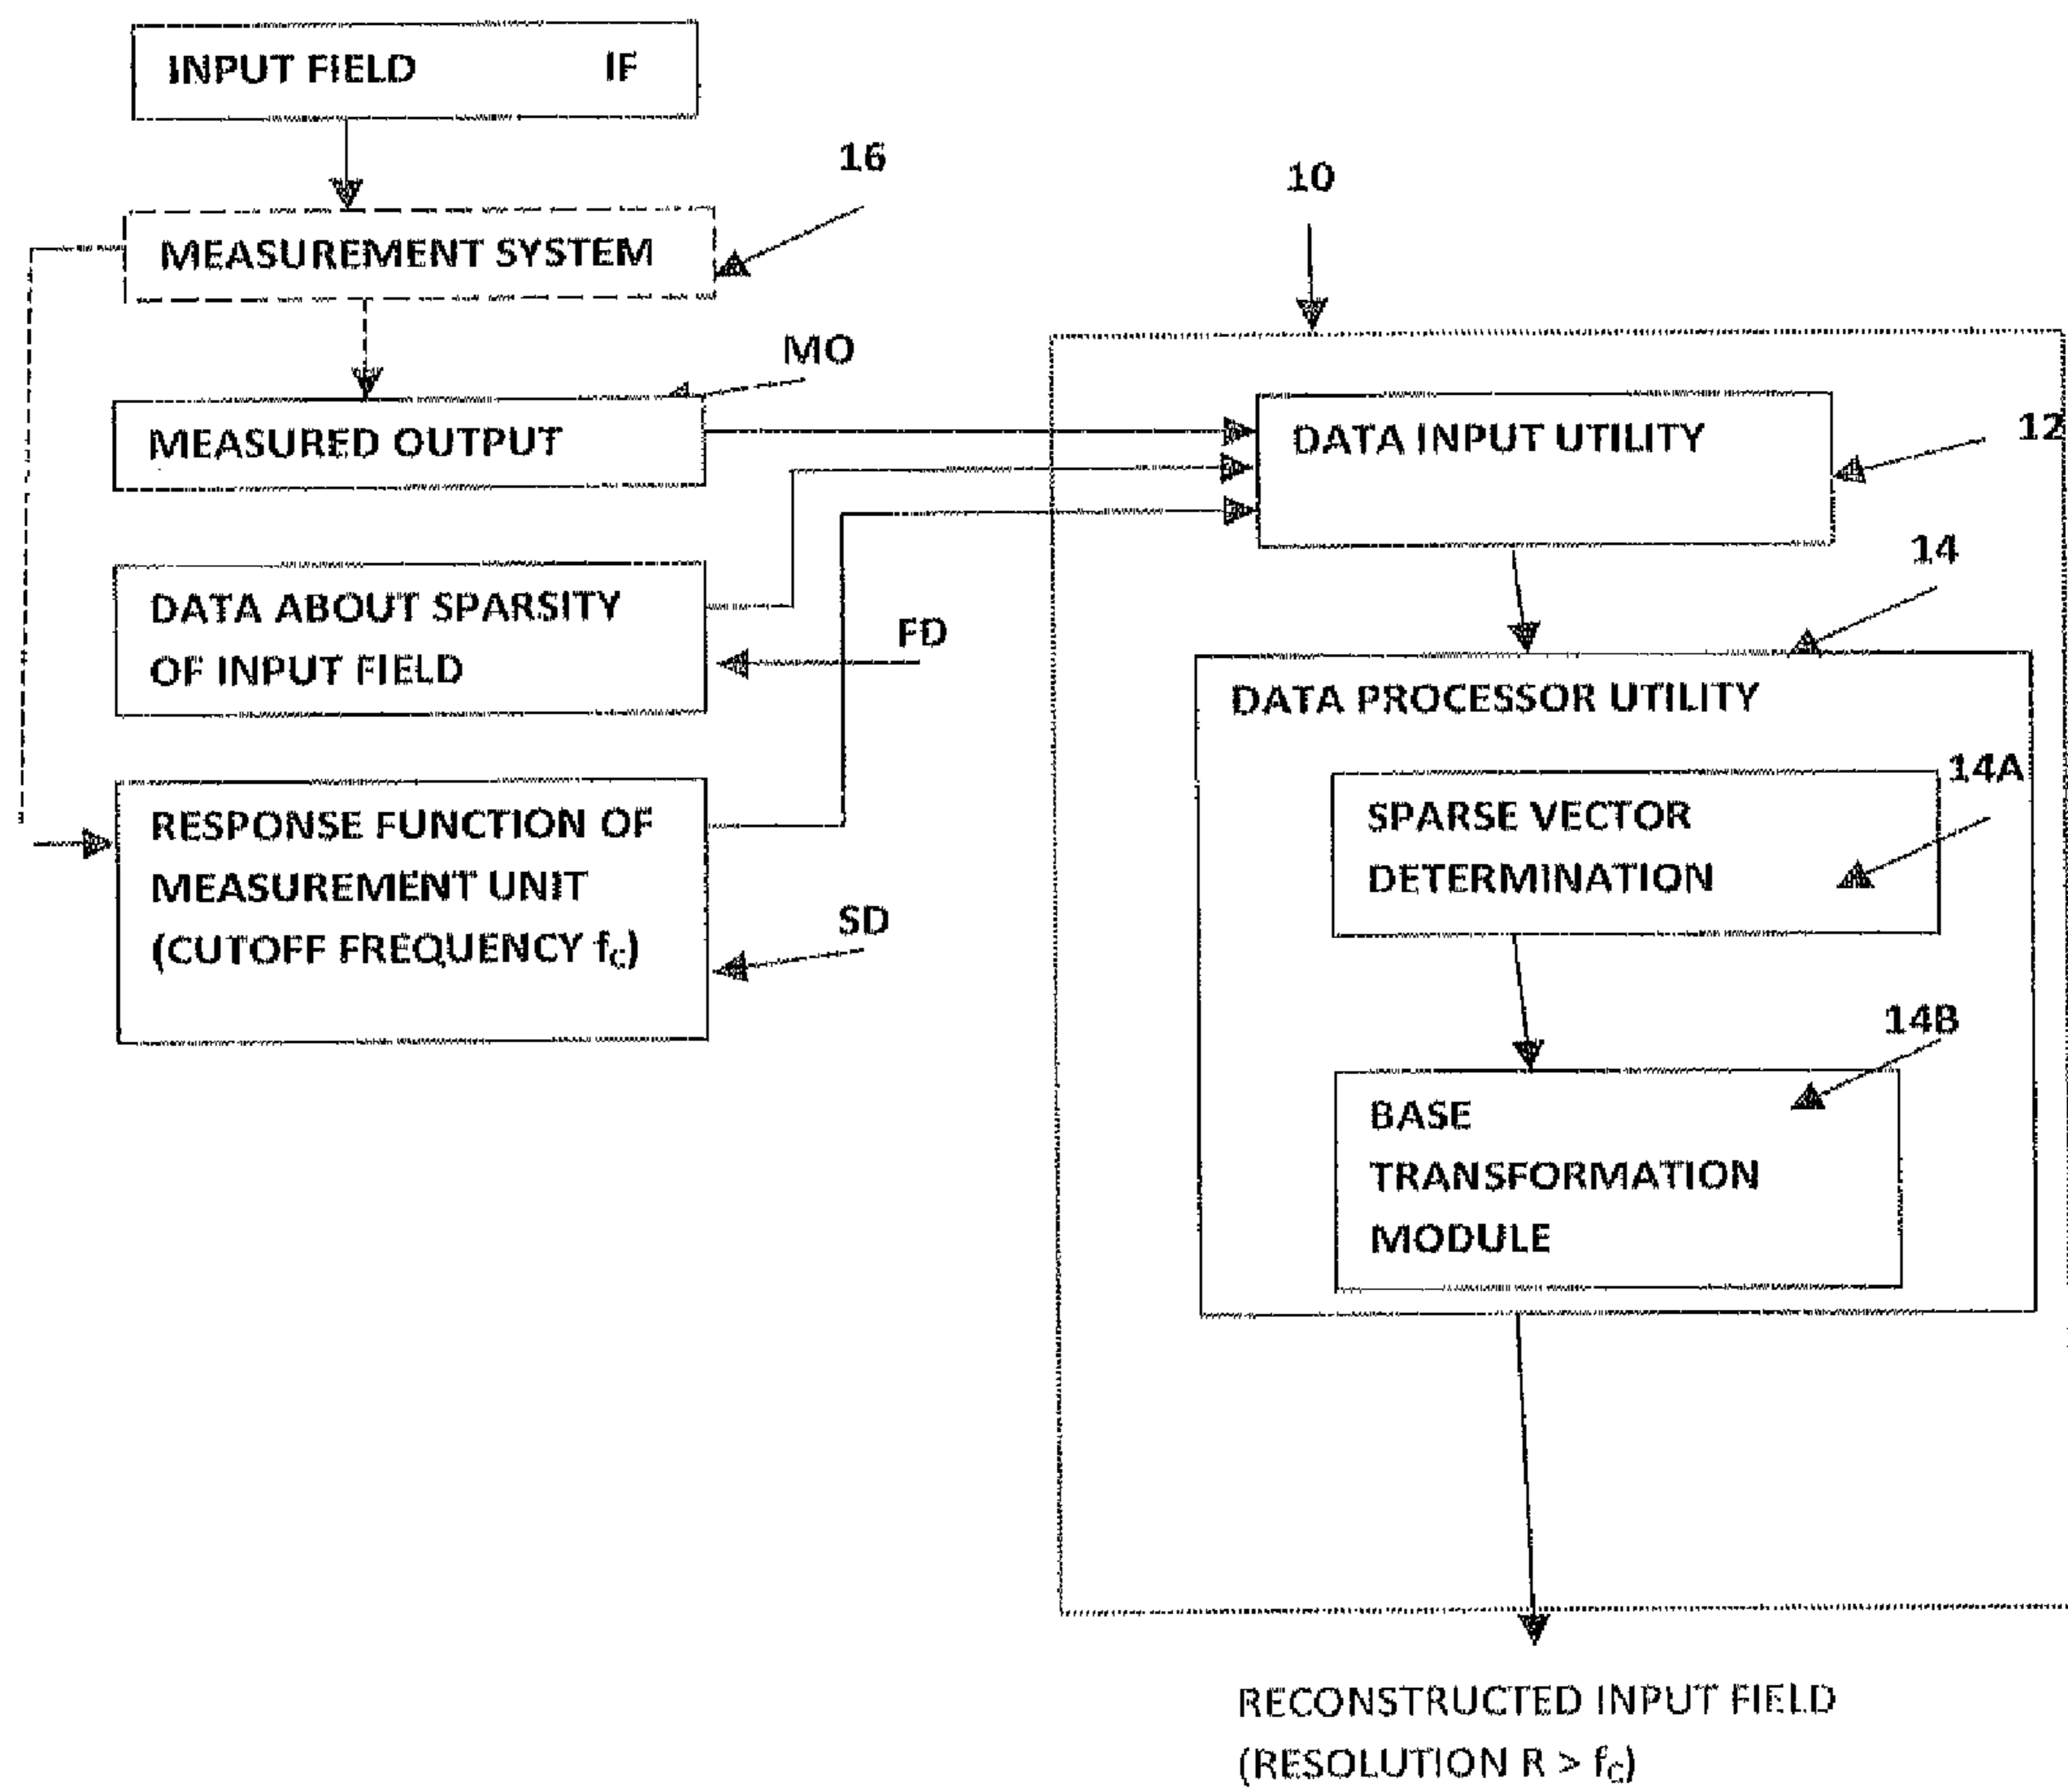 INPUT FIELD IF
16
MEASUREMENT SYSTEM
MO
MEASURED OUTPUT
DATA ABOUT SPARSITY
OF INPUT FIELD
FD
RESPONSE FUNCTION OF
MEASUREMENT UNIT
(CUTOFF FREQUENCY fc)
SD
10
DATA INPUT UTILITY
12
14
DATA PROCESSOR UTILITY
14A
SPARSE VECTOR
DETERMINATION
14B
BASE
TRANSFORMATION
MODULE
RECONSTRUCTED INPUT FIELD
(RESOLUTION R > fc)